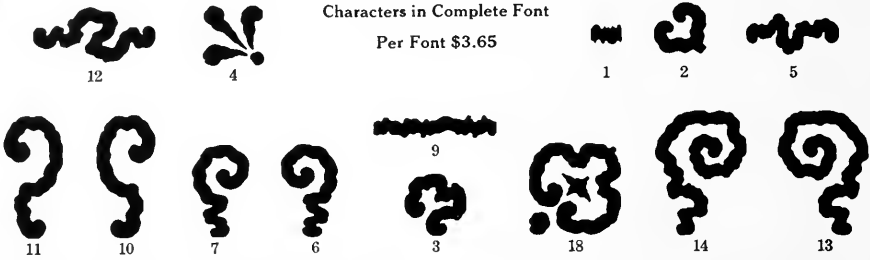 Characters in Complete Font
Per Font $3.65
12 4 1 2 5
9
11 10 7 6 3 18 14 13